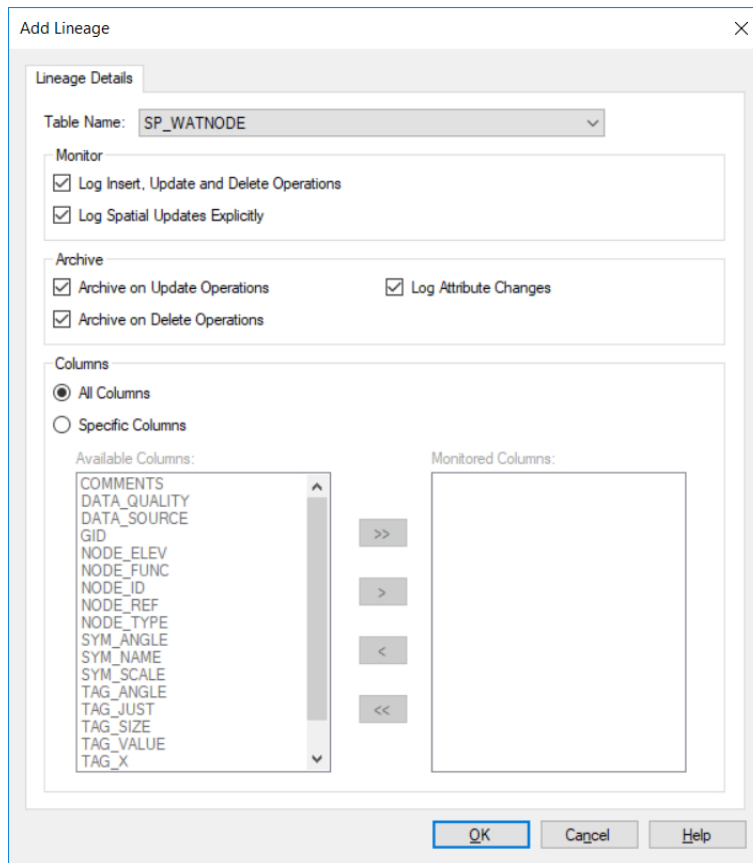 Add Lineage
Lineage Details
Table Name: SP_WATNODE
Monitor
Log Insert, Update and Delete Operations
Log Spatial Updates Explicitly
Archive
Archive on Update Operations
Log Attribute Changes
Archive on Delete Operations
Columns
All Columns
Specific Columns
Available Columns:
Monitored Columns:
COMMENTS
DATA_QUALITY
DATA_SOURCE
GID
NODE_ELEV
NODE_FUNC
NODE_ID
NODE_REF
NODE_TYPE
SYM_ANGLE
SYM_NAME
SYM_SCALE
TAG_ANGLE
TAG_JUST
TAG_SIZE
TAG_VALUE
TAG_X
>>
>
<
<<
OK
Cancel
Help